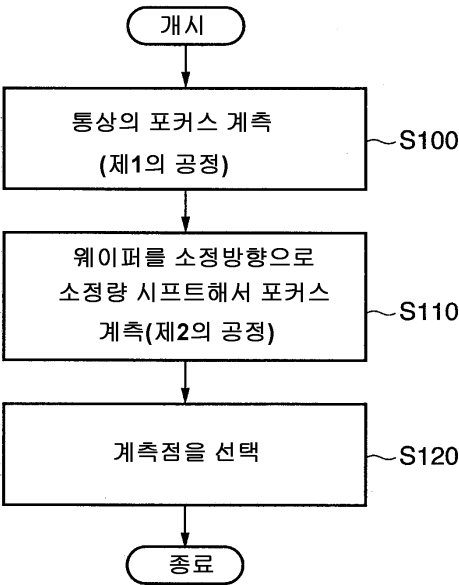 개시
통상의 포커스 계측
(제1의 공정)
S100
웨이퍼를 소정방향으로
소정량 시프트해서 포커스
계측(제2의 공정)
S110
계측점을 선택
S120
종료